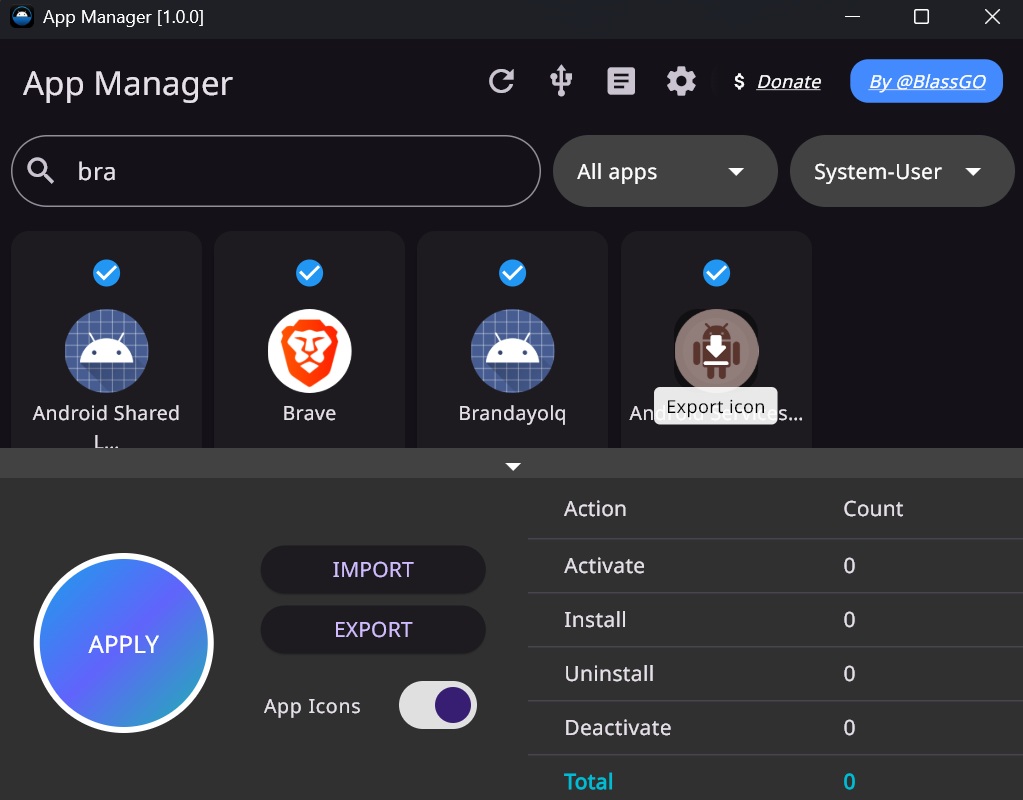 App Manager [1.0.0]
App Manager
$ Donate
By @BlassGO
bra
All apps
System-User
Android Shared
L...
Brave
Brandayolq
Android Services...
Export icon
APPLY
IMPORT
EXPORT
App Icons
Action Count
Activate 0
Install 0
Uninstall 0
Deactivate 0
Total 0